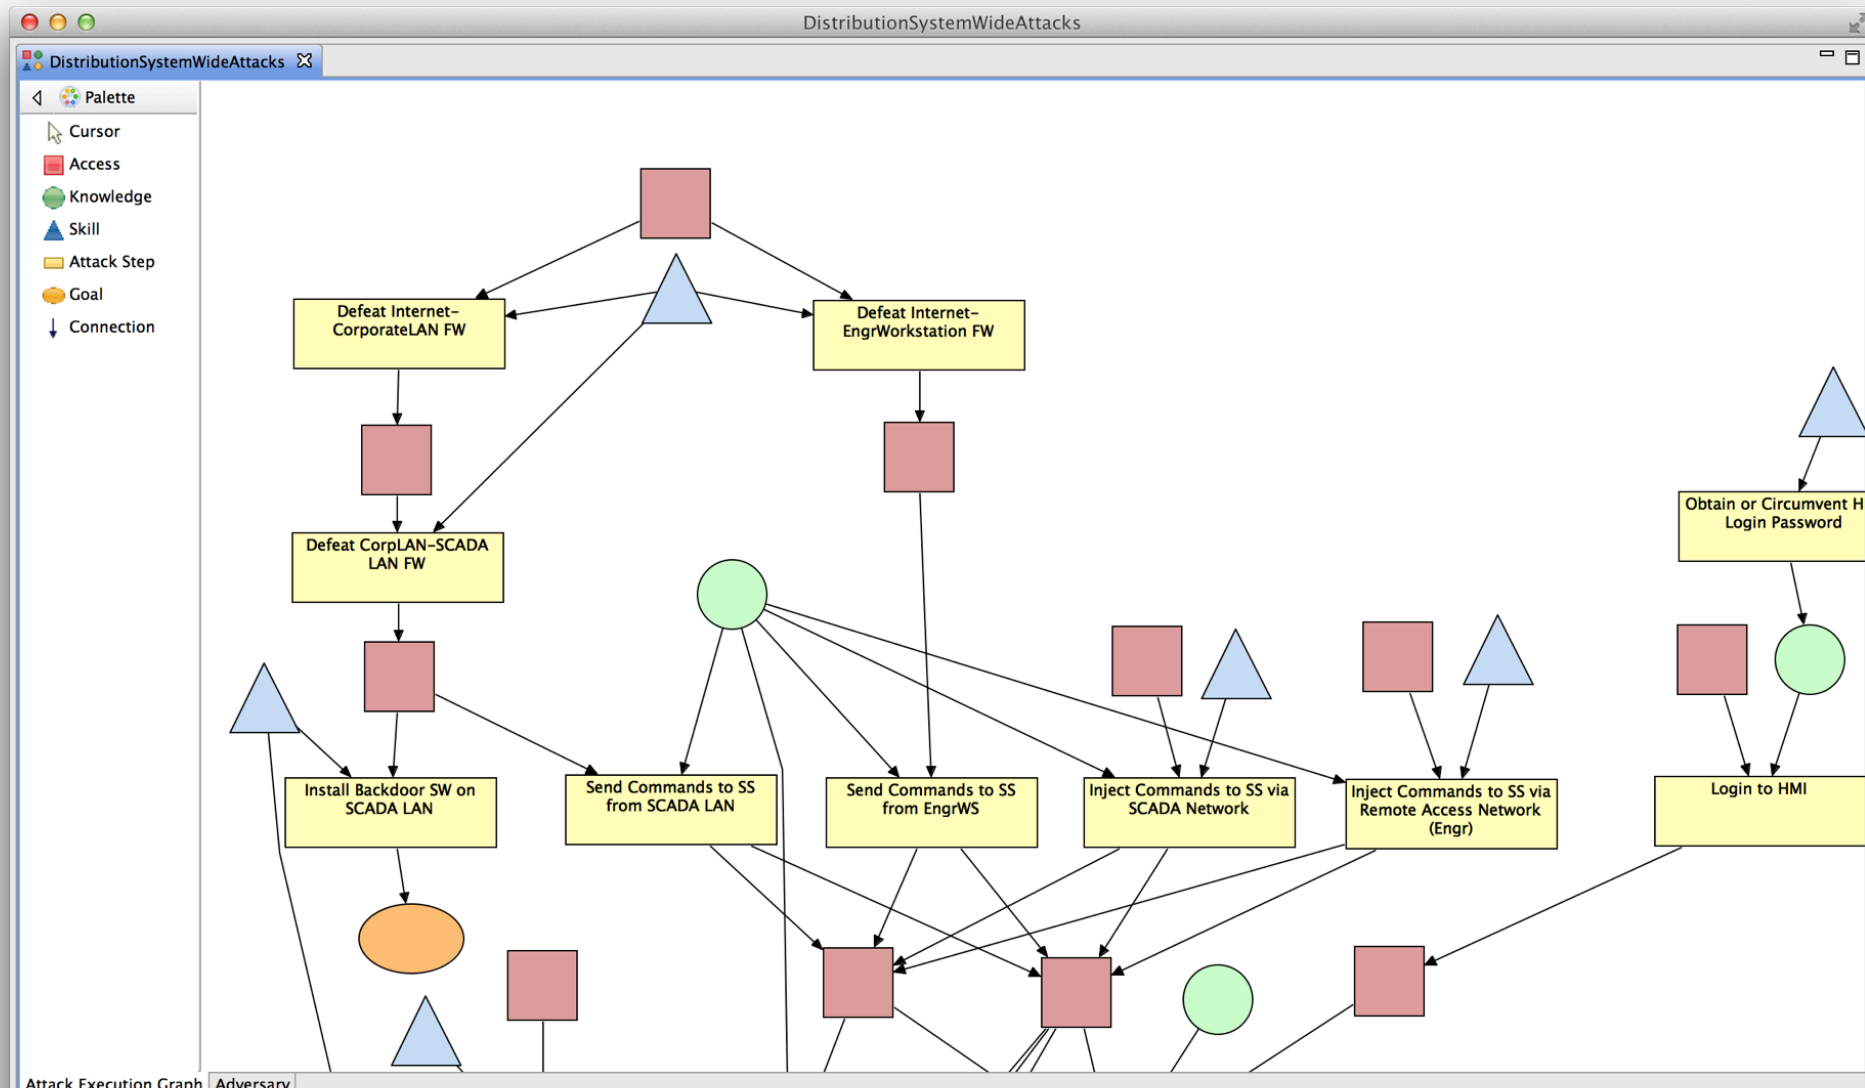 DistributionSystemWideAttacks
DistributionSystemWideAttacks
Palette
Cursor
Access
Knowledge
Skill
Attack Step
Goal
Connection
Defeat Internet-
CorporateLAN FW
Defeat Internet-
EngrWorkstation FW
Obtain or Circumvent H
Login Password
Defeat CorpLAN-SCADA
LAN FW
Install Backdoor SW on
SCADA LAN
Send Commands to SS
from SCADA LAN
Send Commands to SS
from EngrWS
Inject Commands to SS via
SCADA Network
Inject Commands to SS via
Remote Access Network
(Engr)
Login to HMI
Attack Execution Graph
Adversary